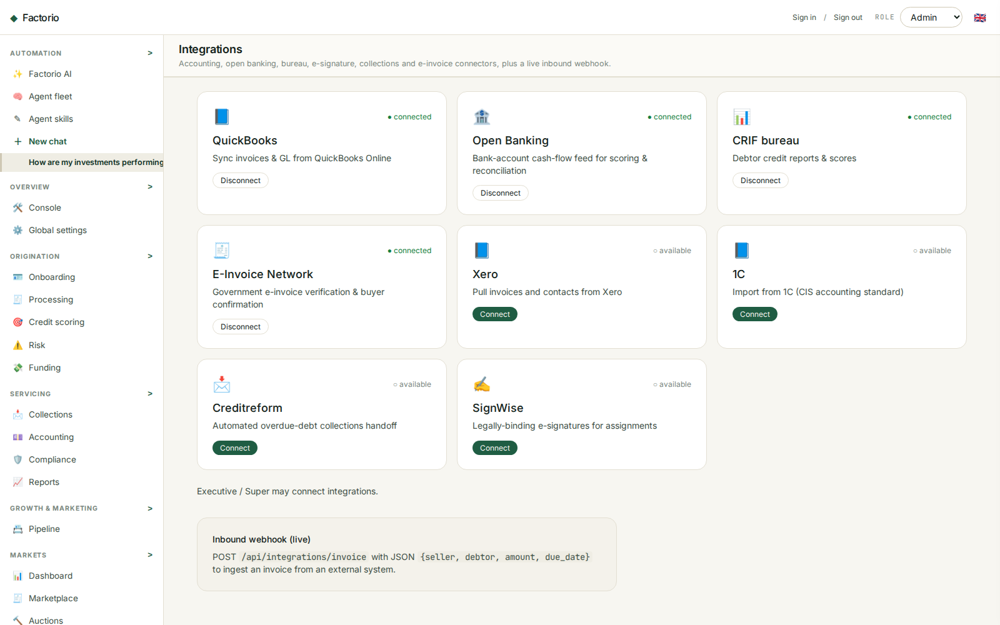 Factorio
Sign in / Sign out ROLE Admin
AUTOMATION >
Factorio AI
Agent fleet
Agent skills
+ New chat
How are my investments performing
OVERVIEW >
Console
Global settings
ORIGINATION >
Onboarding
Processing
Credit scoring
Risk
Funding
SERVICING >
Collections
Accounting
Compliance
Reports
GROWTH & MARKETING >
Pipeline
MARKETS >
Dashboard
Marketplace
Auctions
Integrations
Accounting, open banking, bureau, e-signature, collections and e-invoice connectors, plus a live inbound webhook.
● connected
QuickBooks
Sync invoices & GL from QuickBooks Online
Disconnect
● connected
Open Banking
Bank-account cash-flow feed for scoring &
reconciliation
Disconnect
● connected
CRIF bureau
Debtor credit reports & scores
Disconnect
● connected
E-Invoice Network
Government e-invoice verification & buyer
confirmation
Disconnect
○ available
Xero
Pull invoices and contacts from Xero
Connect
○ available
1C
Import from 1C (CIS accounting standard)
Connect
○ available
Creditreform
Automated overdue-debt collections handoff
Connect
○ available
SignWise
Legally-binding e-signatures for assignments
Connect
Executive / Super may connect integrations.
Inbound webhook (live)
POST /api/integrations/invoice with JSON {seller, debtor, amount, due_date}
to ingest an invoice from an external system.